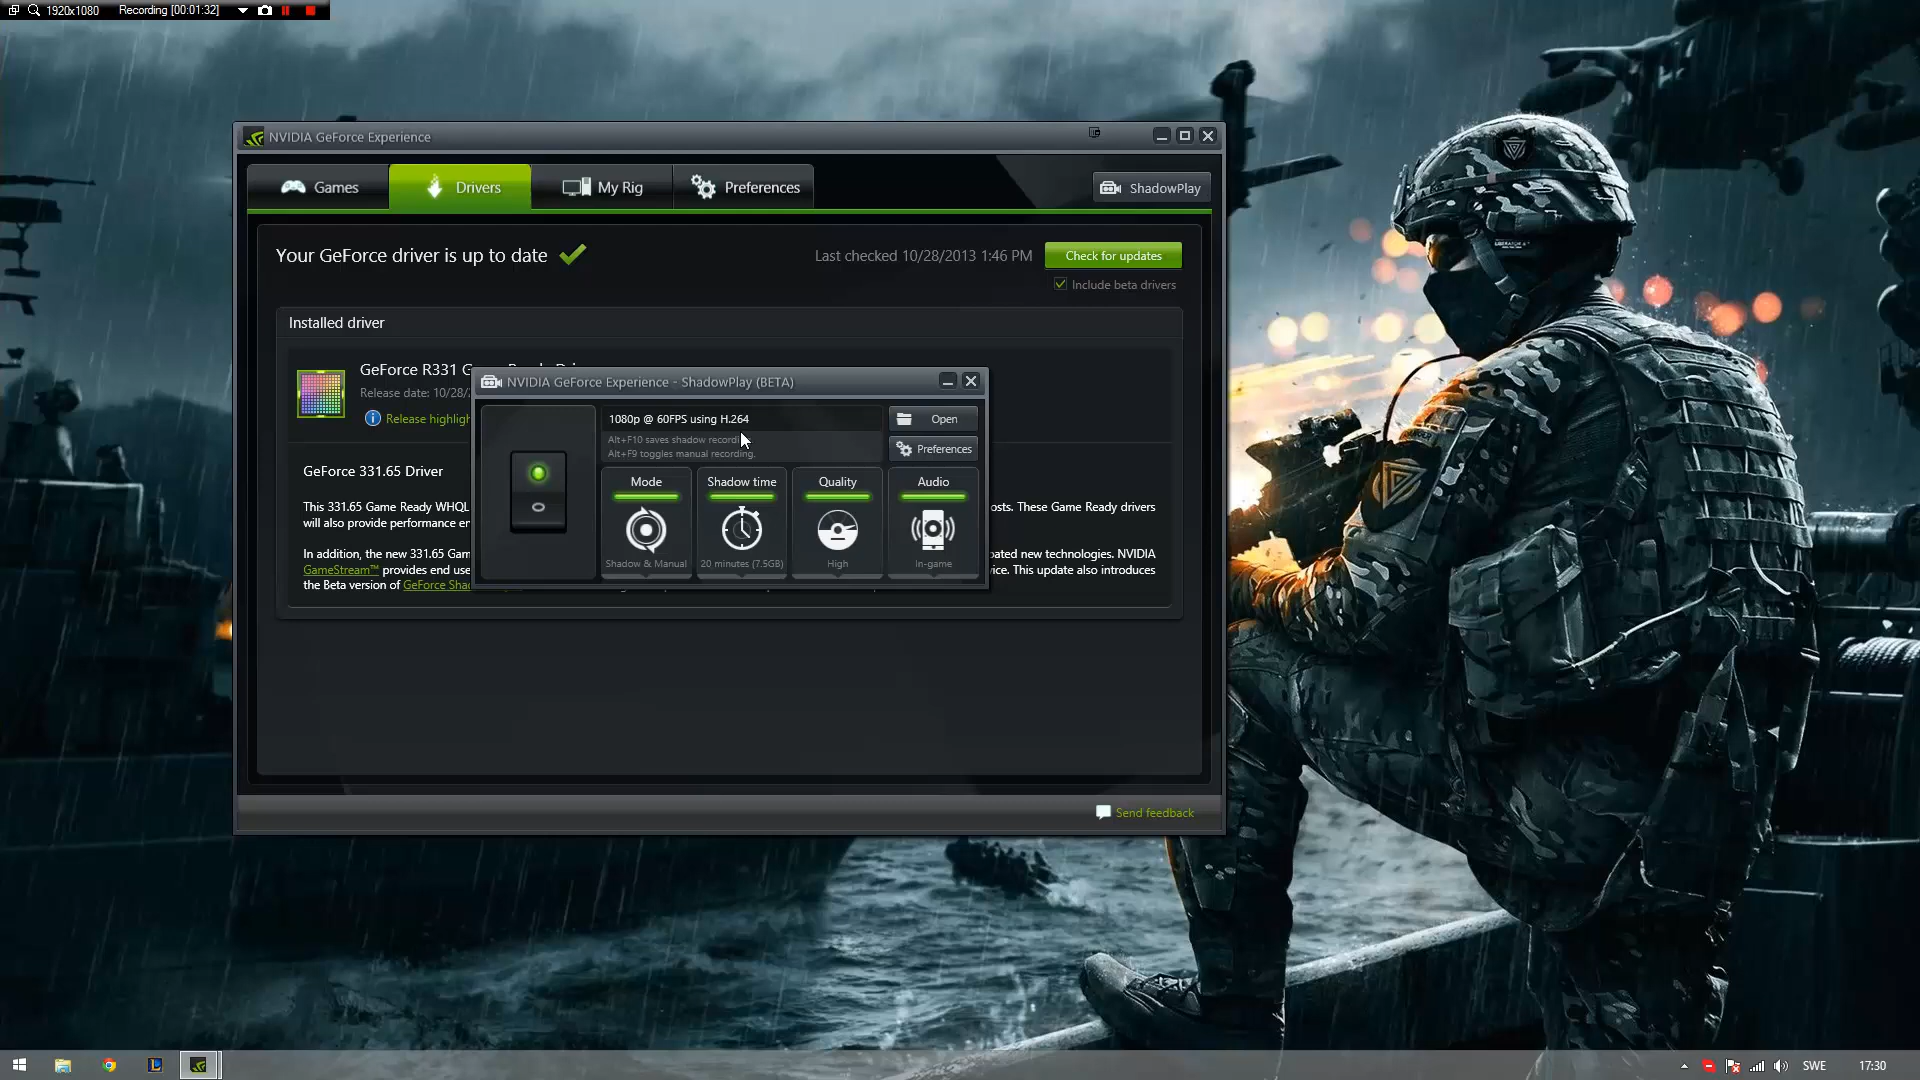 1920x1080 Recording [00:01:32]
NVIDIA GeForce Experience
Games Drivers My Rig Preferences ShadowPlay
Your GeForce driver is up to date Last checked 10/28/2013 1:46 PM Check for updates
Include beta drivers
Installed driver
GeForce R331 G
Release date: 10/28/
Release highligh
NVIDIA GeForce Experience - ShadowPlay (BETA)
1080p @ 60FPS using H.264 Open
Alt+F10 saves shadow recordi
Alt+F9 toggles manual recording. Preferences
Mode Shadow time Quality Audio
Shadow & Manual 20 minutes (7.5GB) High In-game
GeForce 331.65 Driver
This 331.65 Game Ready WHQL osts. These Game Ready drivers
will also provide performance en
In addition, the new 331.65 Gam ated new technologies. NVIDIA
GameStream™ provides end use ice. This update also introduces
the Beta version of GeForce Shad
Send feedback
LIBERATOR
SWE 17:30